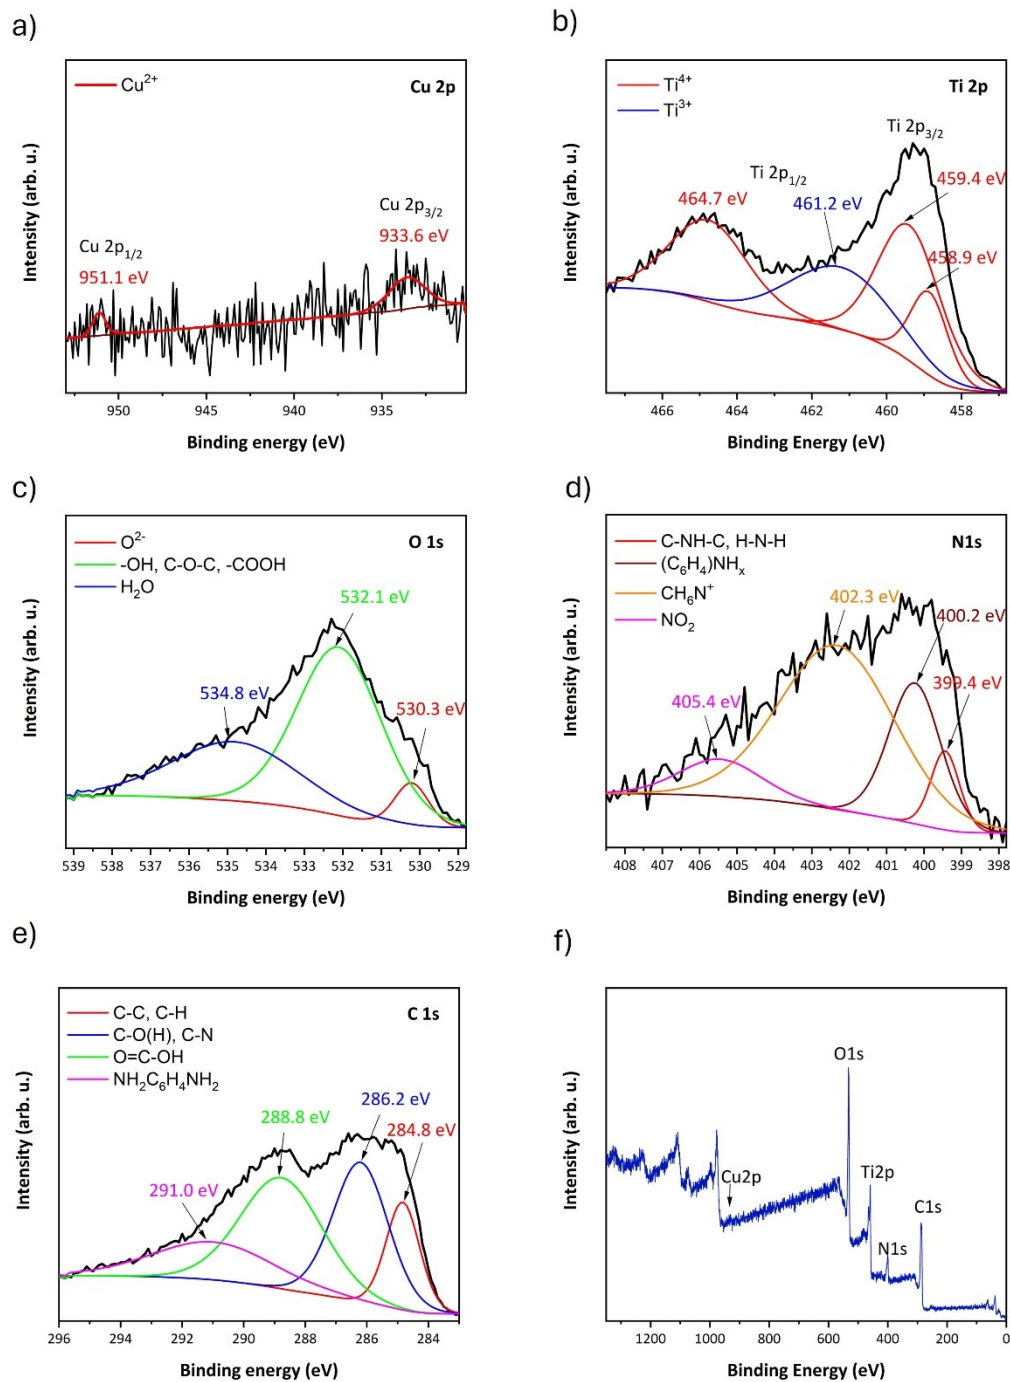 a)
Cu²⁺
Cu 2p
Cu 2p₃/₂
933.6 eV
Cu 2p₁/₂
951.1 eV
Intensity (arb. u.)
950 945 940 935
Binding energy (eV)
b)
Ti⁴⁺
Ti³⁺
Ti 2p
Ti 2p₃/₂
Ti 2p₁/₂
459.4 eV
464.7 eV
461.2 eV
458.9 eV
Intensity (arb. u.)
466 464 462 460 458
Binding Energy (eV)
c)
O²⁻
-OH, C-O-C, -COOH
H₂O
O 1s
532.1 eV
534.8 eV
530.3 eV
Intensity (arb. u.)
539 537 536 535 533 532 531 530 529 528
Binding energy (eV)
d)
C-NH-C, H-N-H
(C₆H₄)NHₓ
CH₆N⁺
NO₂
N1s
402.3 eV
400.2 eV
399.4 eV
405.4 eV
Intensity (arb. u.)
408 406 405 404 402 401 400 399 398
Binding energy (eV)
e)
C-C, C-H
C-O(H), C-N
O=C-OH
NH₂C₆H₄NH₂
C 1s
286.2 eV
288.8 eV
284.8 eV
291.0 eV
Intensity (arb. u.)
296 294 292 290 288 286 284
Binding energy (eV)
f)
O1s
Cu2p
Ti2p
C1s
N1s
Intensity (arb. u.)
1200 1000 800 600 400 200 0
Binding Energy (eV)